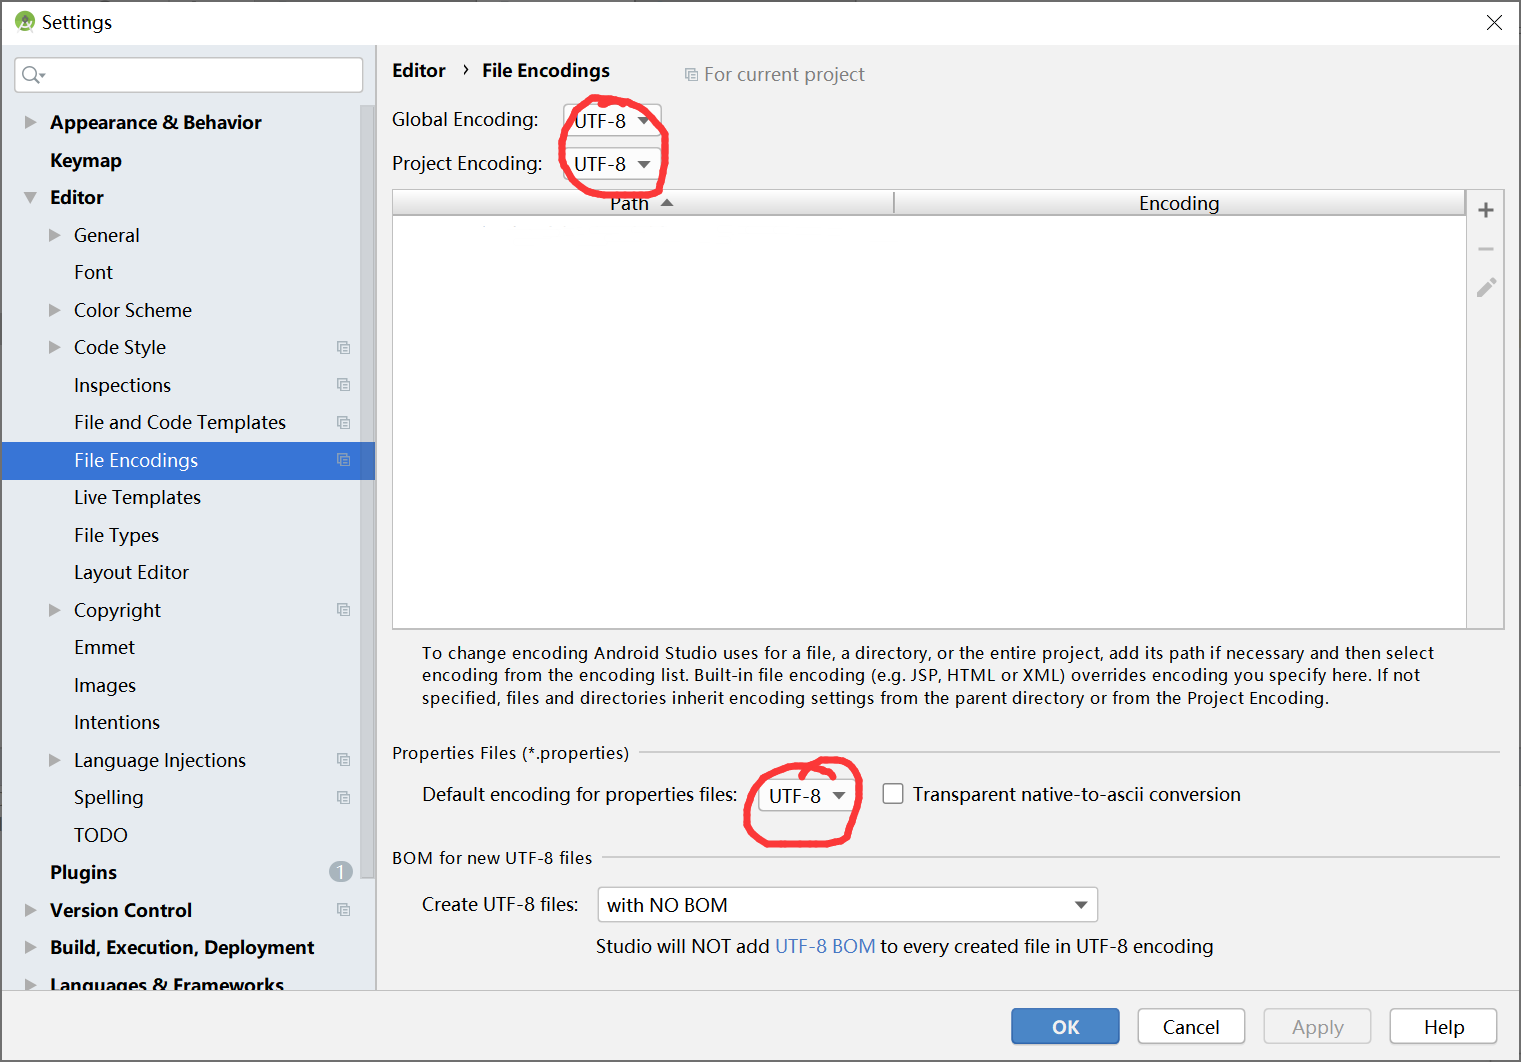 Settings
Editor › File Encodings
For current project
Global Encoding: UTF-8
Project Encoding: UTF-8
Path
Encoding
Appearance & Behavior
Keymap
Editor
General
Font
Color Scheme
Code Style
Inspections
File and Code Templates
File Encodings
Live Templates
File Types
Layout Editor
Copyright
Emmet
Images
Intentions
Language Injections
Spelling
TODO
Plugins 1
Version Control
Build, Execution, Deployment
Languages & Frameworks
To change encoding Android Studio uses for a file, a directory, or the entire project, add its path if necessary and then select
encoding from the encoding list. Built-in file encoding (e.g. JSP, HTML or XML) overrides encoding you specify here. If not
specified, files and directories inherit encoding settings from the parent directory or from the Project Encoding.
Properties Files (*.properties)
Default encoding for properties files: UTF-8
Transparent native-to-ascii conversion
BOM for new UTF-8 files
Create UTF-8 files: with NO BOM
Studio will NOT add UTF-8 BOM to every created file in UTF-8 encoding
OK
Cancel
Apply
Help